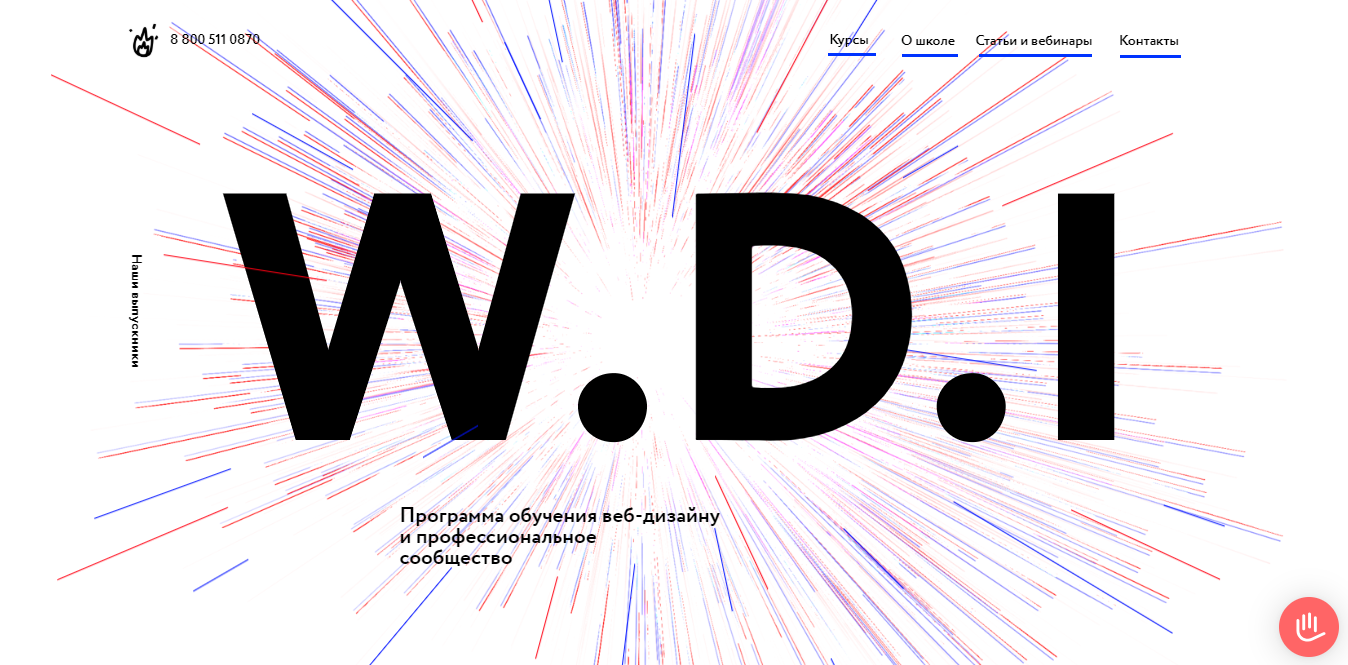 8 800 511 0870
Курсы
О школе
Статьи и вебинары
Контакты
W.D.I
Наши выпускники
Программа обучения веб-дизайну
и профессиональное
сообщество